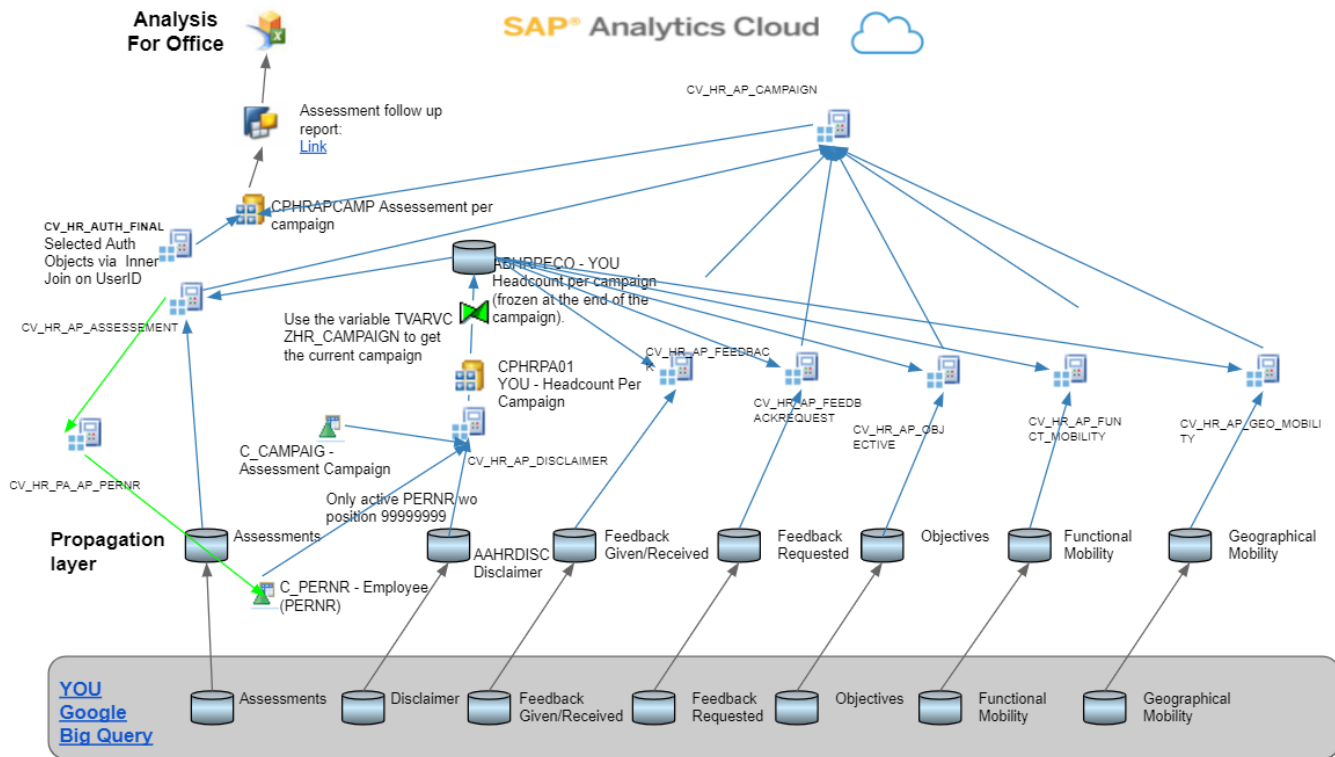 Analysis
For Office
SAP® Analytics Cloud
CV_HR_AP_CAMPAIGN
Assessment follow up
report:
Link
CV_HR_AUTH_FINAL
Selected Auth
Objects via Inner
Join on UserID
CPHRAPCAMP Assessement per
campaign
ABHRPECO - YOU
Headcount per campaign
(frozen at the end of the
campaign).
Use the variable TVARVC
ZHR_CAMPAIGN to get
the current campaign
CV_HR_AP_ASSESSEMENT
CPHRPA01
YOU - Headcount Per
Campaign
CV_HR_AP_FEEDBAC
K
CV_HR_AP_FEEDB
ACKREQUEST
CV_HR_AP_OBJ
ECTIVE
CV_HR_AP_FUN
CT_MOBILITY
CV_HR_AP_GEO_MOBILI
TY
C_CAMPAIG -
Assessment Campaign
CV_HR_AP_DISCLAIMER
CV_HR_PA_AP_PERNR
Only active PERNR wo
position 99999999
Propagation
layer
Assessments
AAHRDISC
Disclaimer
Feedback
Given/Received
Feedback
Requested
Objectives
Functional
Mobility
Geographical
Mobility
C_PERNR - Employee
(PERNR)
YOU
Google
Big Query
Assessments
Disclaimer
Feedback
Given/Received
Feedback
Requested
Objectives
Functional
Mobility
Geographical
Mobility